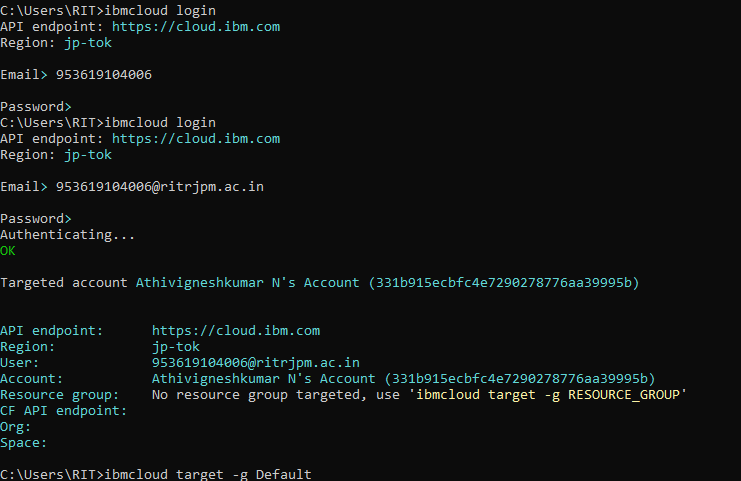 C:\Users\RIT>ibmcloud login
API endpoint: https://cloud.ibm.com
Region: jp-tok
Email> 953619104006
Password>
C:\Users\RIT>ibmcloud login
API endpoint: https://cloud.ibm.com
Region: jp-tok
Email> 953619104006@ritrjpm.ac.in
Password>
Authenticating...
OK
Targeted account Athivigneshkumar N's Account (331b915ecbfc4e7290278776aa39995b)
API endpoint:      https://cloud.ibm.com
Region:            jp-tok
User:              953619104006@ritrjpm.ac.in
Account:           Athivigneshkumar N's Account (331b915ecbfc4e7290278776aa39995b)
Resource group:    No resource group targeted, use 'ibmcloud target -g RESOURCE_GROUP'
CF API endpoint:
Org:
Space:
C:\Users\RIT>ibmcloud target -g Default